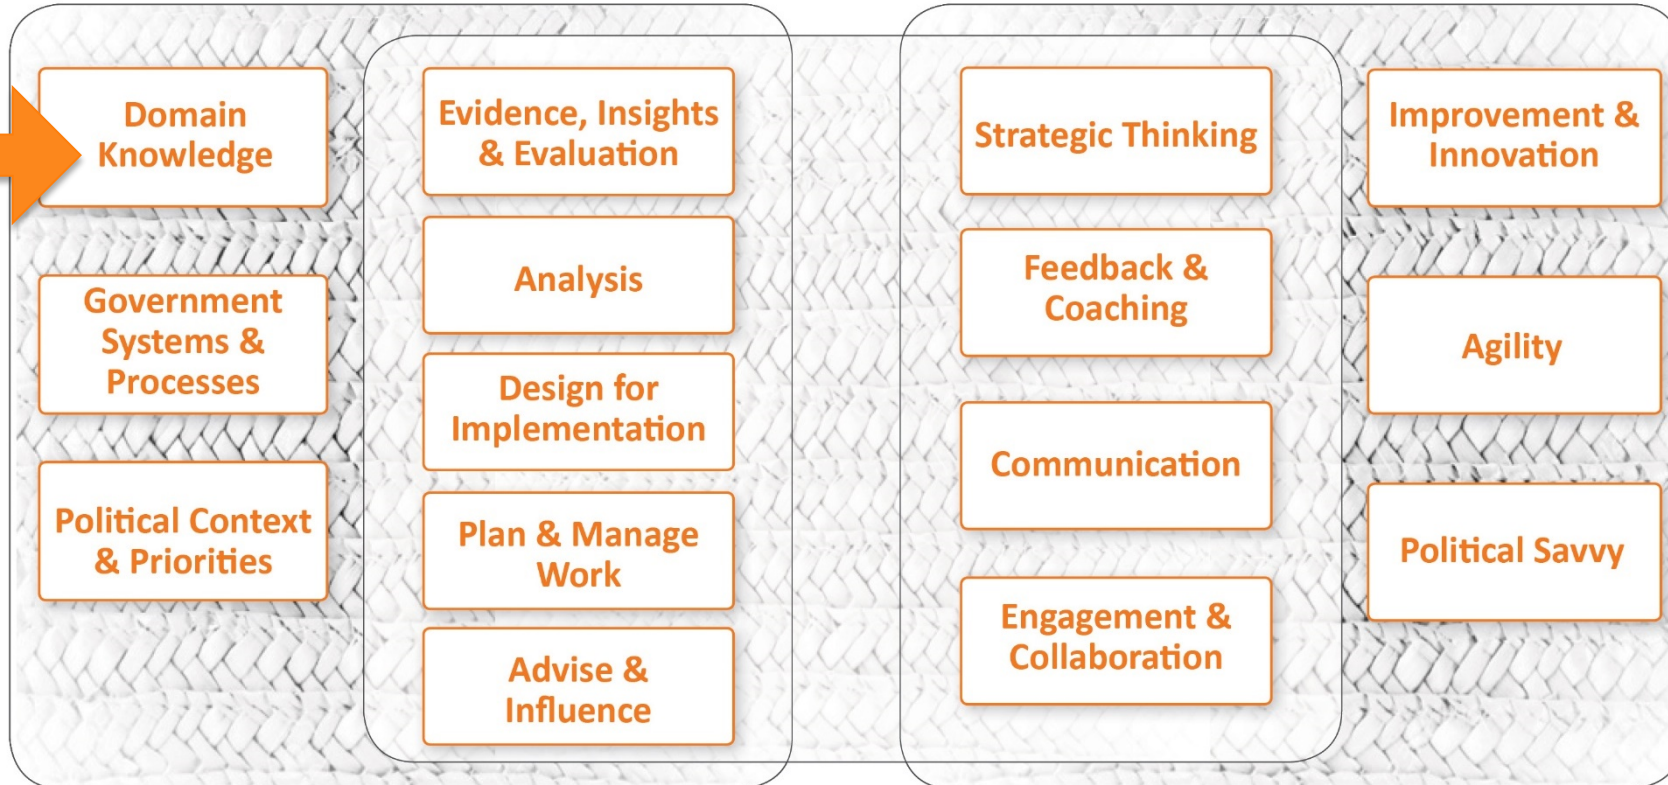 Domain
Knowledge
Government
Systems &
Processes
Political Context
& Priorities
Evidence, Insights
& Evaluation
Analysis
Design for
Implementation
Plan & Manage
Work
Advise &
Influence
Strategic Thinking
Feedback &
Coaching
Communication
Engagement &
Collaboration
Improvement &
Innovation
Agility
Political Savvy